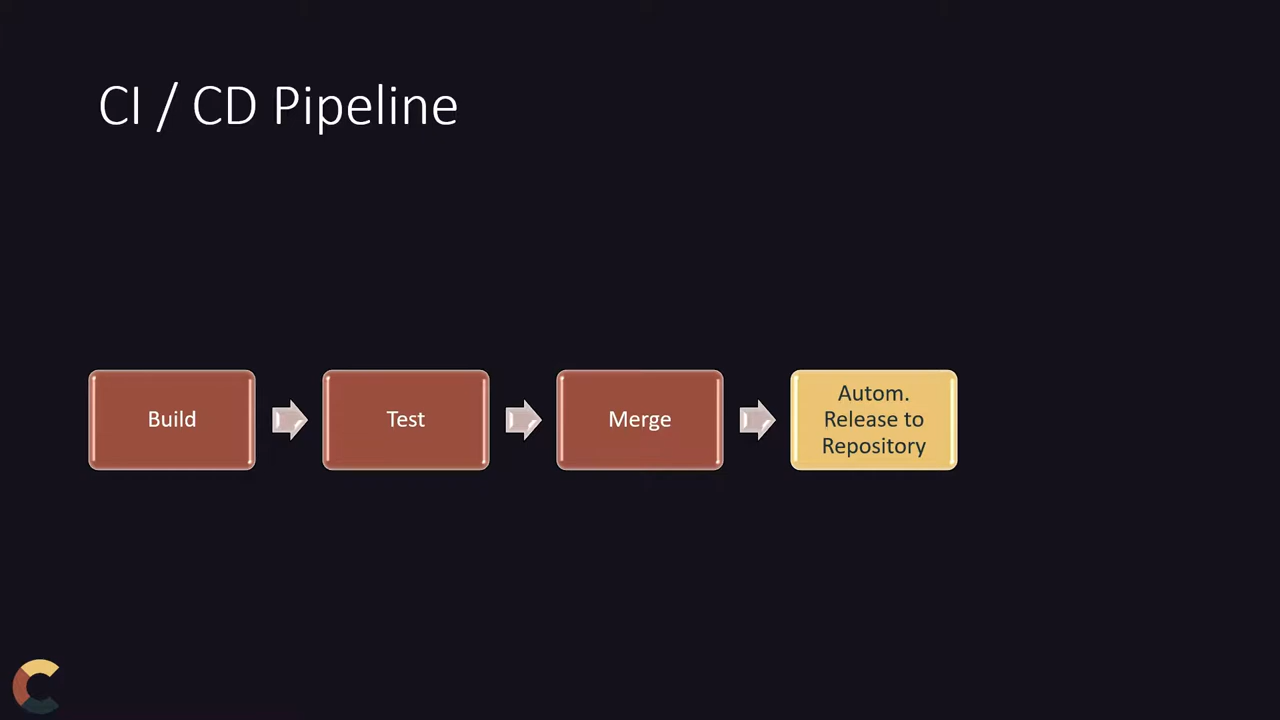 CI / CD Pipeline
Build
Test
Merge
Autom.
Release to
Repository